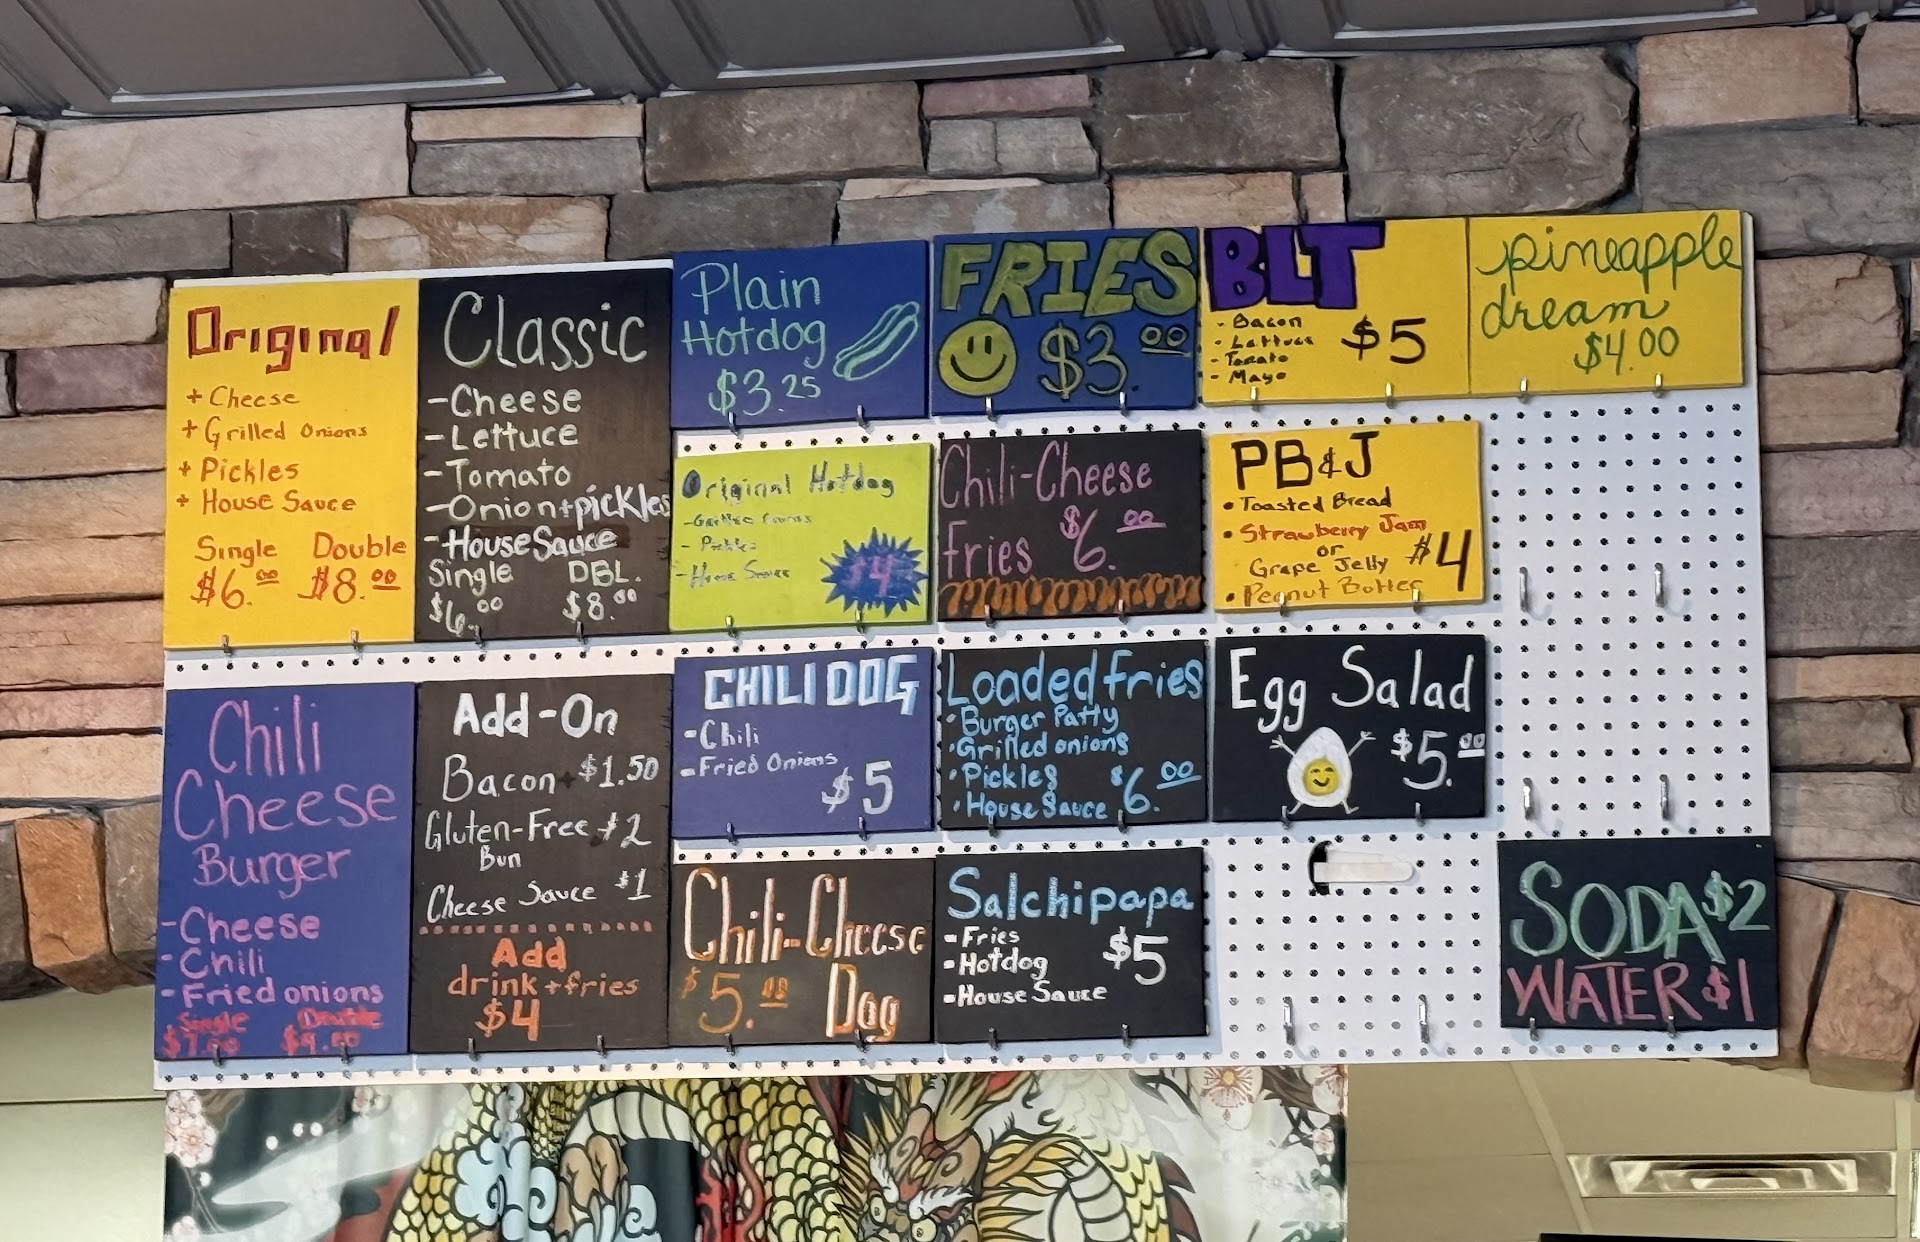 Original
+ Cheese
+ Grilled Onions
+ Pickles
+ House Sauce
Single Double
$6.00 $8.00
Classic
-Cheese
-Lettuce
-Tomato
-Onion+pickles
-House Sauce
Single DBL.
$6.00 $8.00
Plain
Hotdog
$3.25
FRIES
$3.00
BLT
- Bacon
- Lettuce
- Tomato
- Mayo
$5
pineapple
dream
$4.00
Original Hotdog
-Grilled Onions
- Pickles
-House Sauce
$4
Chili-Cheese
Fries $6.00
PB&J
• Toasted Bread
• Strawberry Jam
or
Grape Jelly
• Peanut Butter
$4
Chili
Cheese
Burger
-Cheese
-Chili
-Fried onions
Single Double
$7.00 $9.00
Add-On
Bacon $1.50
Gluten-Free $2
Bun
Cheese Sauce $1
Add
drink+fries
$4
CHILI DOG
-Chili
-Fried Onions
$5
Loaded fries
•Burger Patty
•Grilled onions
•Pickles
•House Sauce
$6.00
Egg Salad
$5.00
Chili-Cheese
$5.00 Dog
Salchipapa
-Fries
-Hotdog
-House Sauce
$5
SODA $2
WATER $1